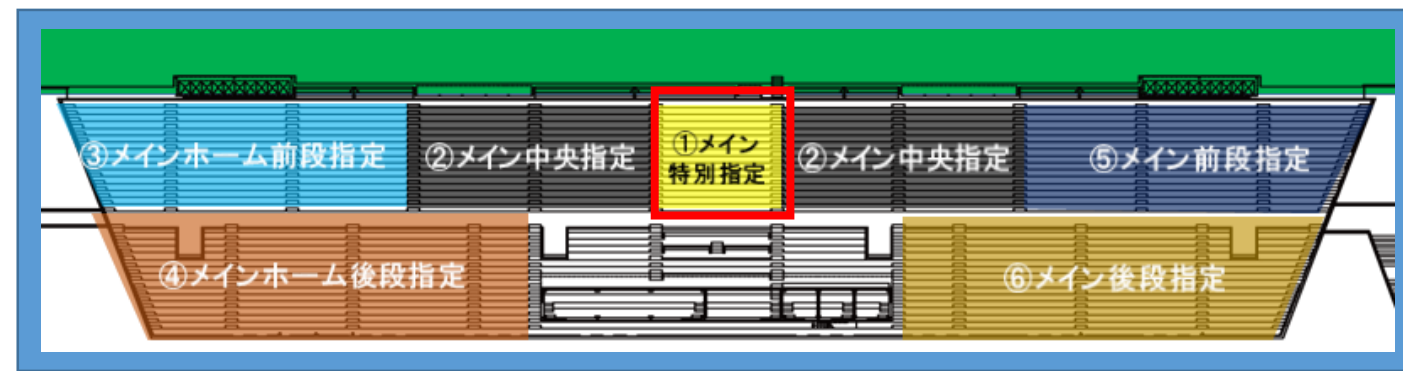 ③メインホーム前段指定
②メイン中央指定
①メイン
特別指定
②メイン中央指定
⑤メイン前段指定
④メインホーム後段指定
⑥メイン後段指定